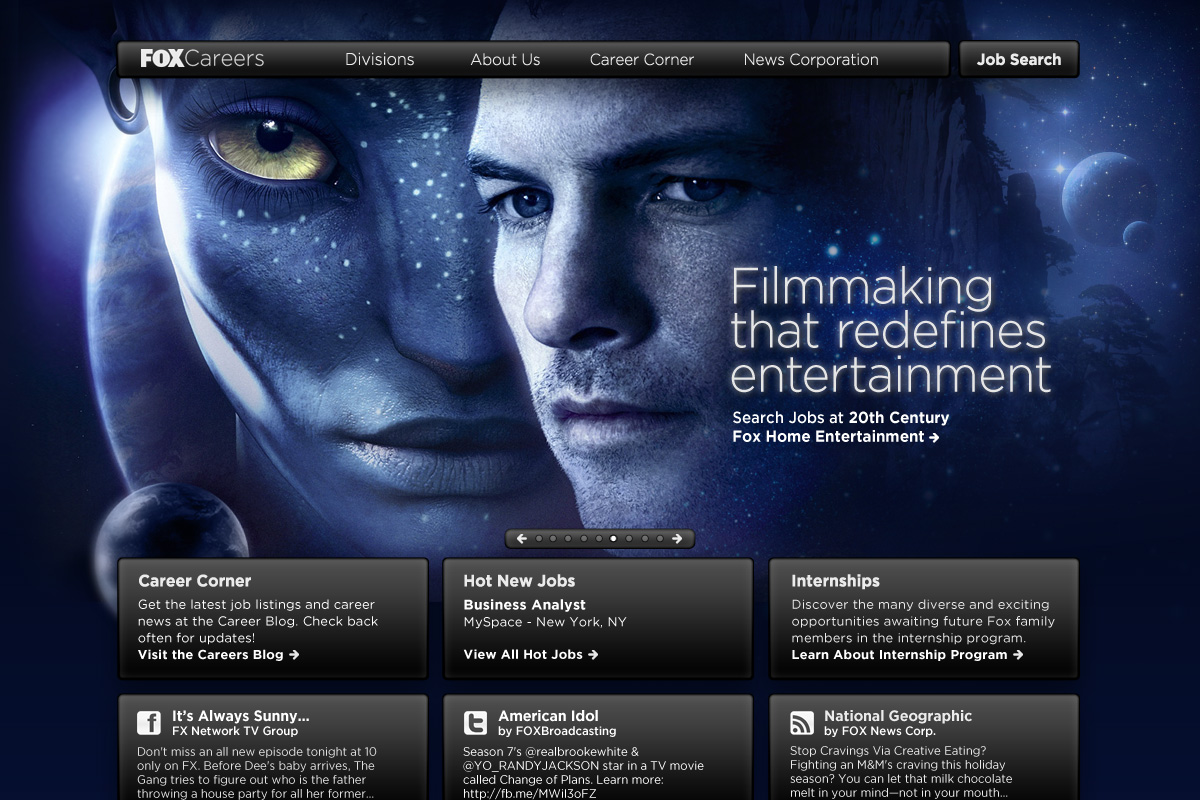 FOXCareers
Divisions
About Us
Career Corner
News Corporation
Job Search
Filmmaking
that redefines
entertainment
Search Jobs at 20th Century
Fox Home Entertainment
Career Corner
Get the latest job listings and career
news at the Career Blog. Check back
often for updates!
Visit the Careers Blog
Hot New Jobs
Business Analyst
MySpace - New York, NY
View All Hot Jobs
Internships
Discover the many diverse and exciting
opportunities awaiting future Fox family
members in the internship program.
Learn About Internship Program
It's Always Sunny...
FX Network TV Group
Don't miss an all new episode tonight at 10
only on FX. Before Dee's baby arrives, The
Gang tries to figure out who is the father
throwing a house party for all her former...
American Idol
by FOXBroadcasting
Season 7's @realbrookewhite &
@YO_RANDYJACKSON star in a TV movie
called Change of Plans. Learn more:
http://fb.me/MWiI3oFZ
National Geographic
by FOX News Corp.
Stop Cravings Via Creative Eating?
Fighting an M&M's craving this holiday
season? You can let that milk chocolate
melt in your mind—not in your mouth...